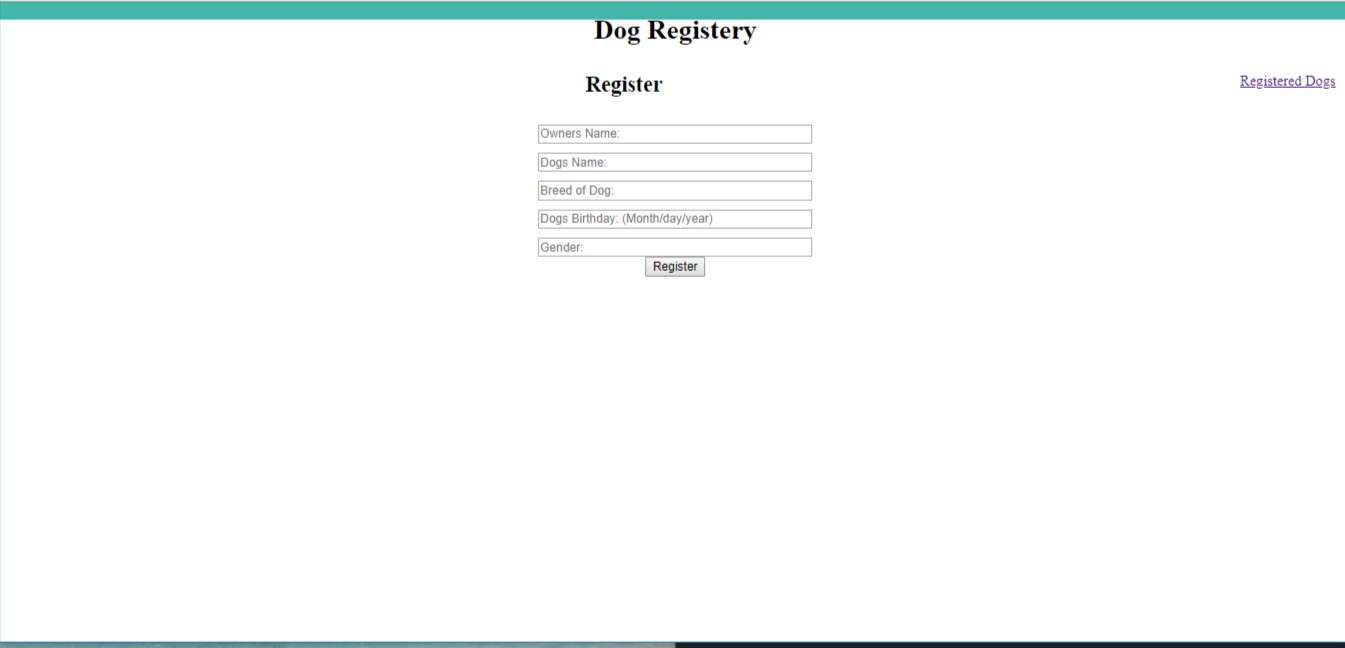 Dog Registery
Register
Registered Dogs
Owners Name:
Dogs Name:
Breed of Dog:
Dogs Birthday: (Month/day/year)
Gender:
Register